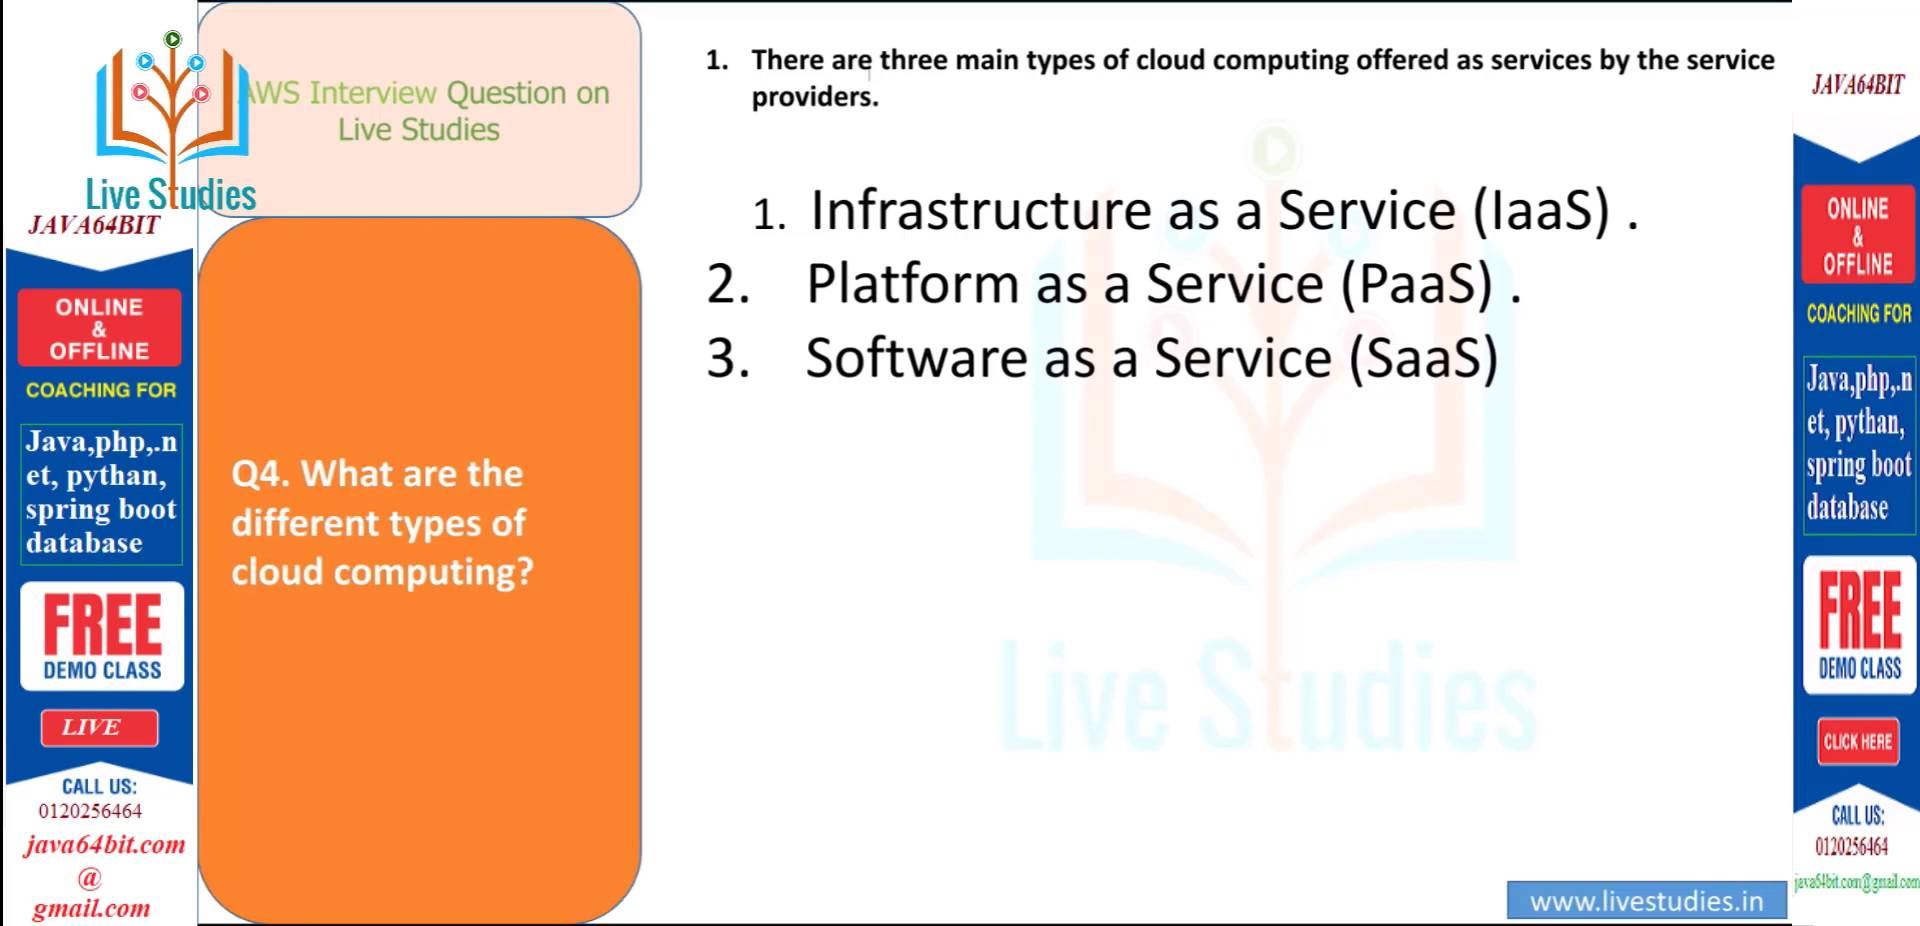 AWS Interview Question on
Live Studies
Live Studies
JAVA64BIT
ONLINE
&
OFFLINE
COACHING FOR
Java,php,.n
et, pythan,
spring boot
database
FREE
DEMO CLASS
LIVE
CALL US:
0120256464
java64bit.com
@
gmail.com
Q4. What are the
different types of
cloud computing?
1. There are three main types of cloud computing offered as services by the service
providers.
1. Infrastructure as a Service (IaaS) .
2. Platform as a Service (PaaS) .
3. Software as a Service (SaaS)
Live Studies
www.livestudies.in
JAVA64BIT
ONLINE
&
OFFLINE
COACHING FOR
Java,php,.n
et, pythan,
spring boot
database
FREE
DEMO CLASS
CLICK HERE
CALL US:
0120256464
java64bit.com@gmail.com